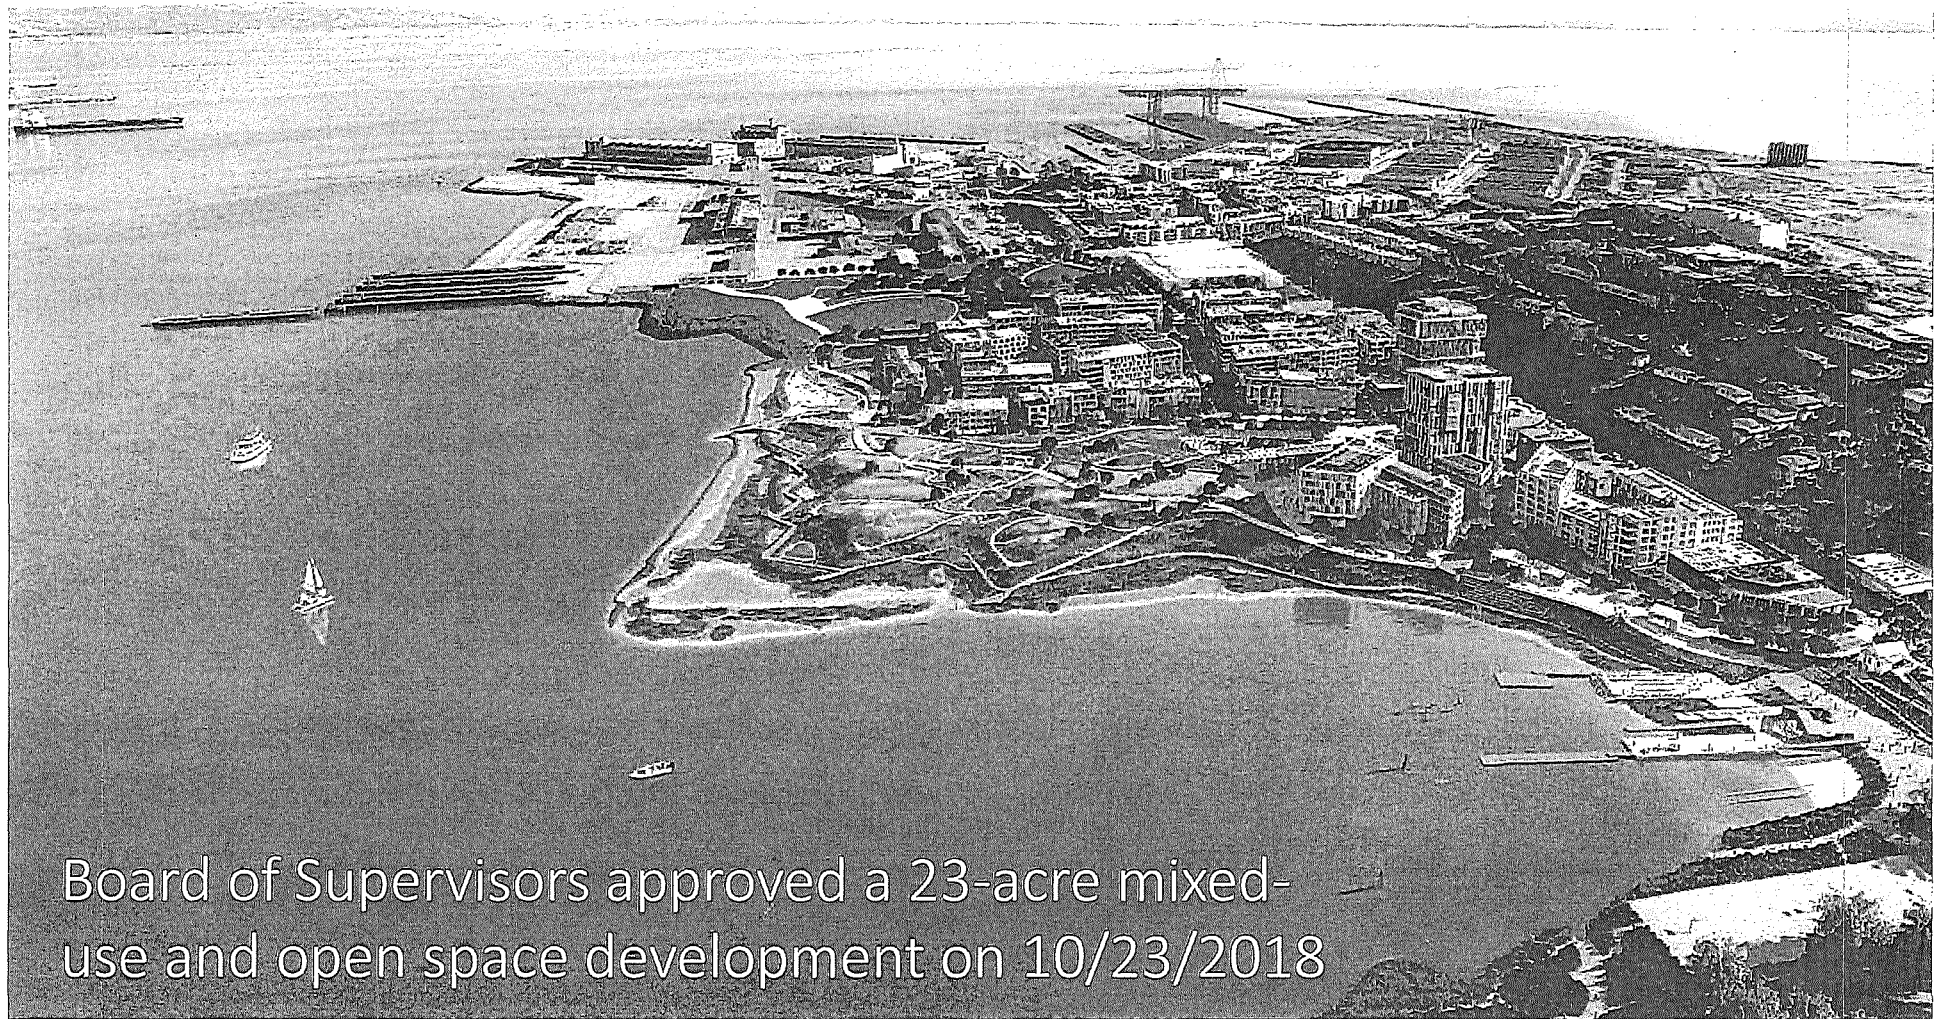 Board of Supervisors approved a 23-acre mixed-
use and open space development on 10/23/2018